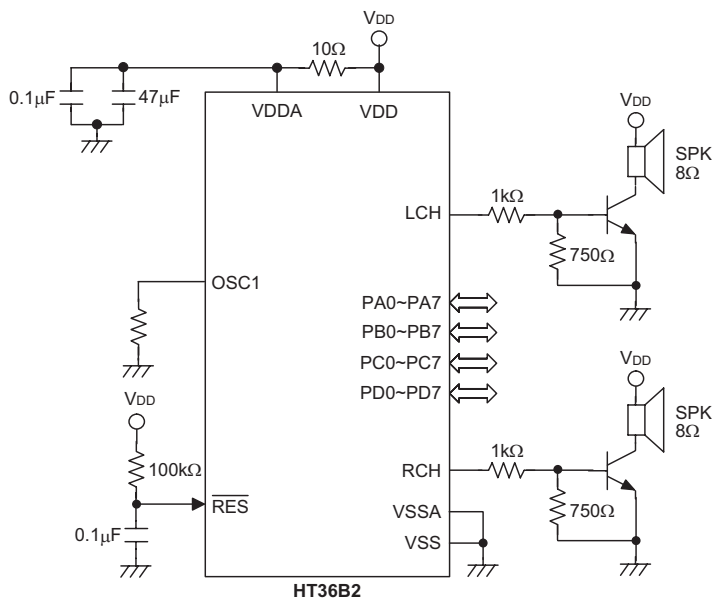 VDD
10Ω
0.1μF
47μF
VDDA
VDD
VDD
SPK
8Ω
LCH
1kΩ
750Ω
OSC1
PA0~PA7
PB0~PB7
PC0~PC7
PD0~PD7
VDD
SPK
8Ω
VDD
100kΩ
RES
0.1μF
RCH
1kΩ
750Ω
VSSA
VSS
HT36B2